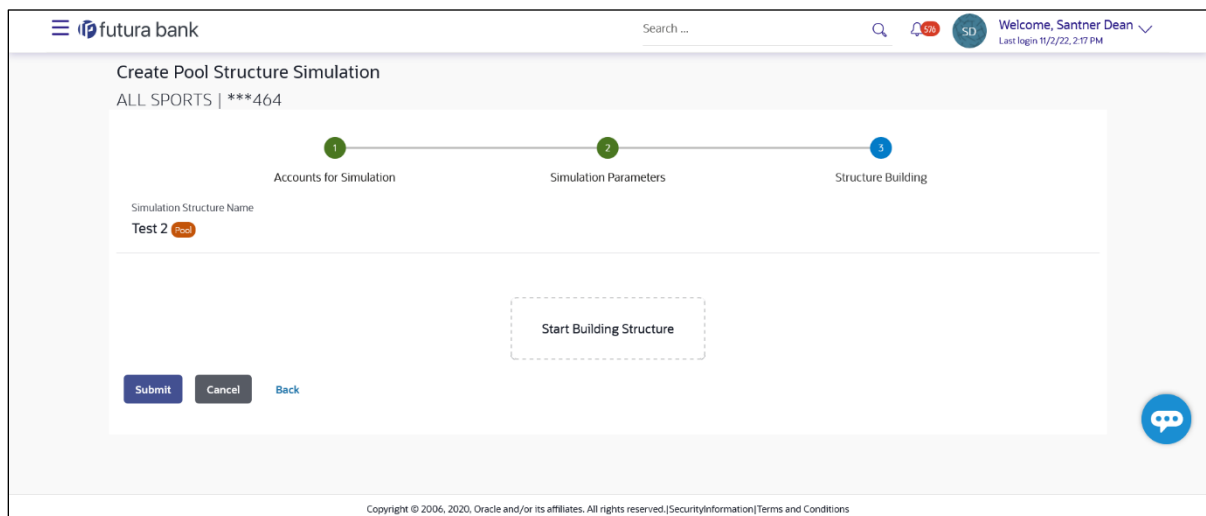 futura bank
Search ...
576
SD
Welcome, Santner Dean
Last login 11/2/22, 2:17 PM
Create Pool Structure Simulation
ALL SPORTS | ***464
1
2
3
Accounts for Simulation
Simulation Parameters
Structure Building
Simulation Structure Name
Test 2 Pool
Start Building Structure
Submit
Cancel
Back
Copyright © 2006, 2020, Oracle and/or its affiliates. All rights reserved.|SecurityInformation|Terms and Conditions